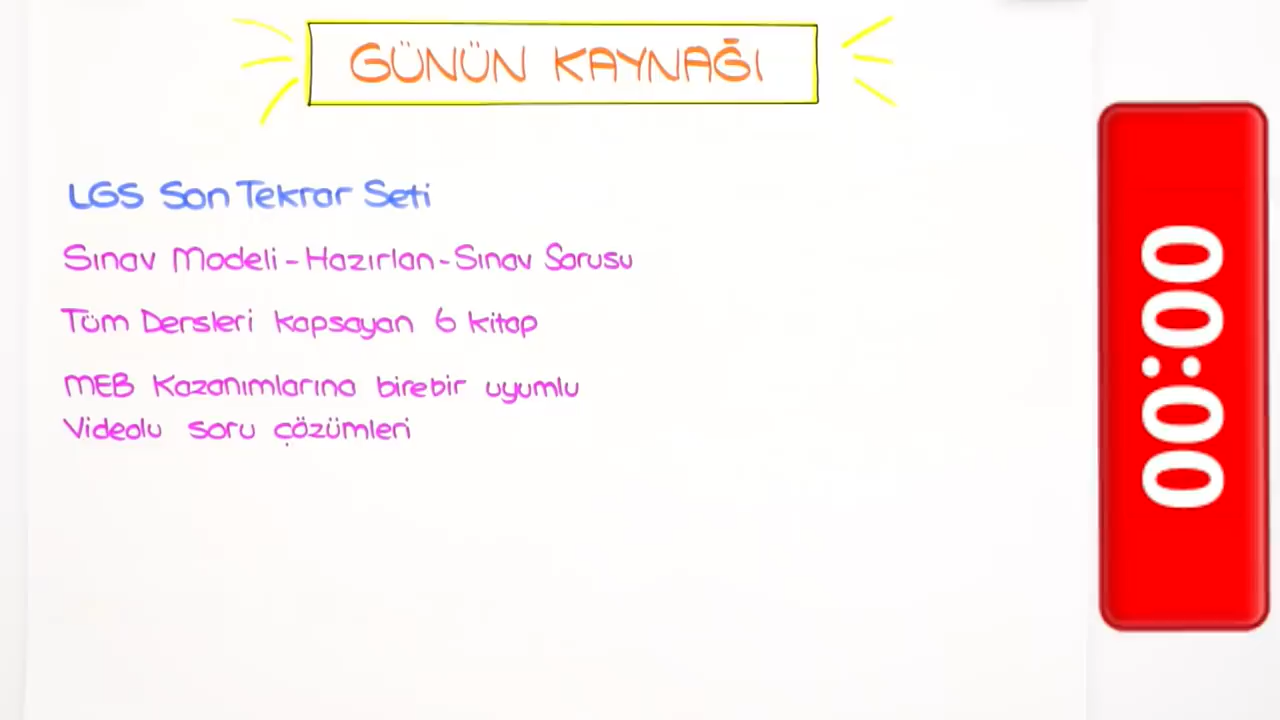 GÜNÜN KAYNAĞI
LGS Son Tekrar Seti
Sınav Modeli-Hazırlan-Sınav Sorusu
Tüm Dersleri kapsayan 6 kitap
MEB Kazanımlarına birebir uyumlu
Videolu soru çözümleri
00:00